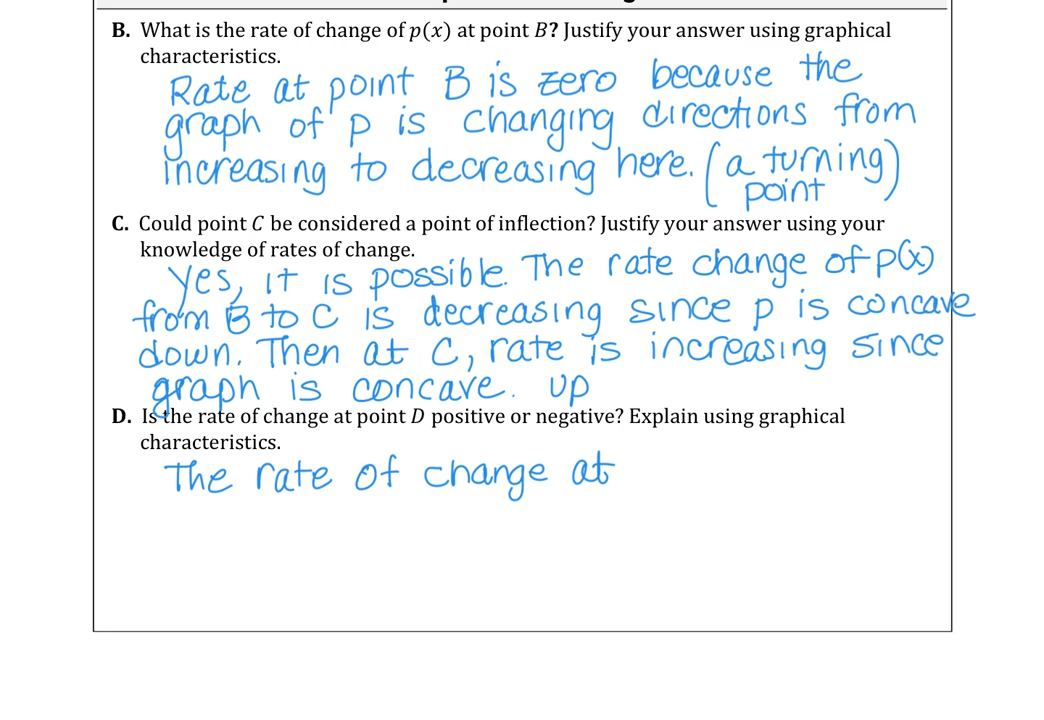 B. What is the rate of change of p(x) at point B? Justify your answer using graphical
characteristics.
Rate at point B is zero because the
graph of p is changing directions from
increasing to decreasing here. (a turning point)
C. Could point C be considered a point of inflection? Justify your answer using your
knowledge of rates of change.
Yes, it is possible. The rate change of p(x)
from B to C is decreasing since p is concave
down. Then at C, rate is increasing since
graph is concave. up
D. Is the rate of change at point D positive or negative? Explain using graphical
characteristics.
The rate of change at